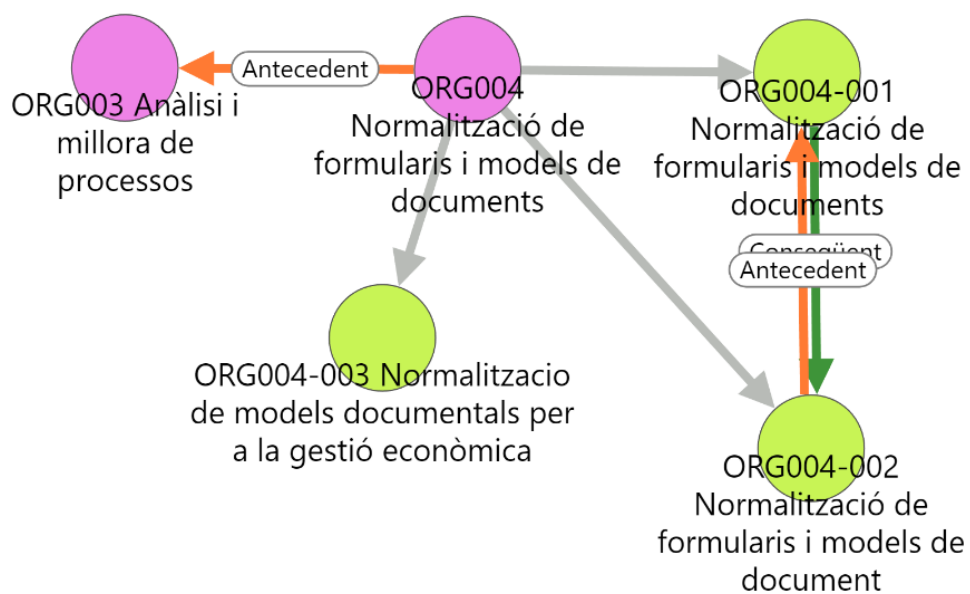 Antecedent
ORG003 Anàlisi i
millora de
processos
ORG004
Normalització de
formularis i models de
documents
ORG004-001
Normalització de
formularis i models de
documents
Conseqüent
Antecedent
ORG004-003 Normalitzacio
de models documentals per
a la gestió econòmica
ORG004-002
Normalització de
formularis i models de
document